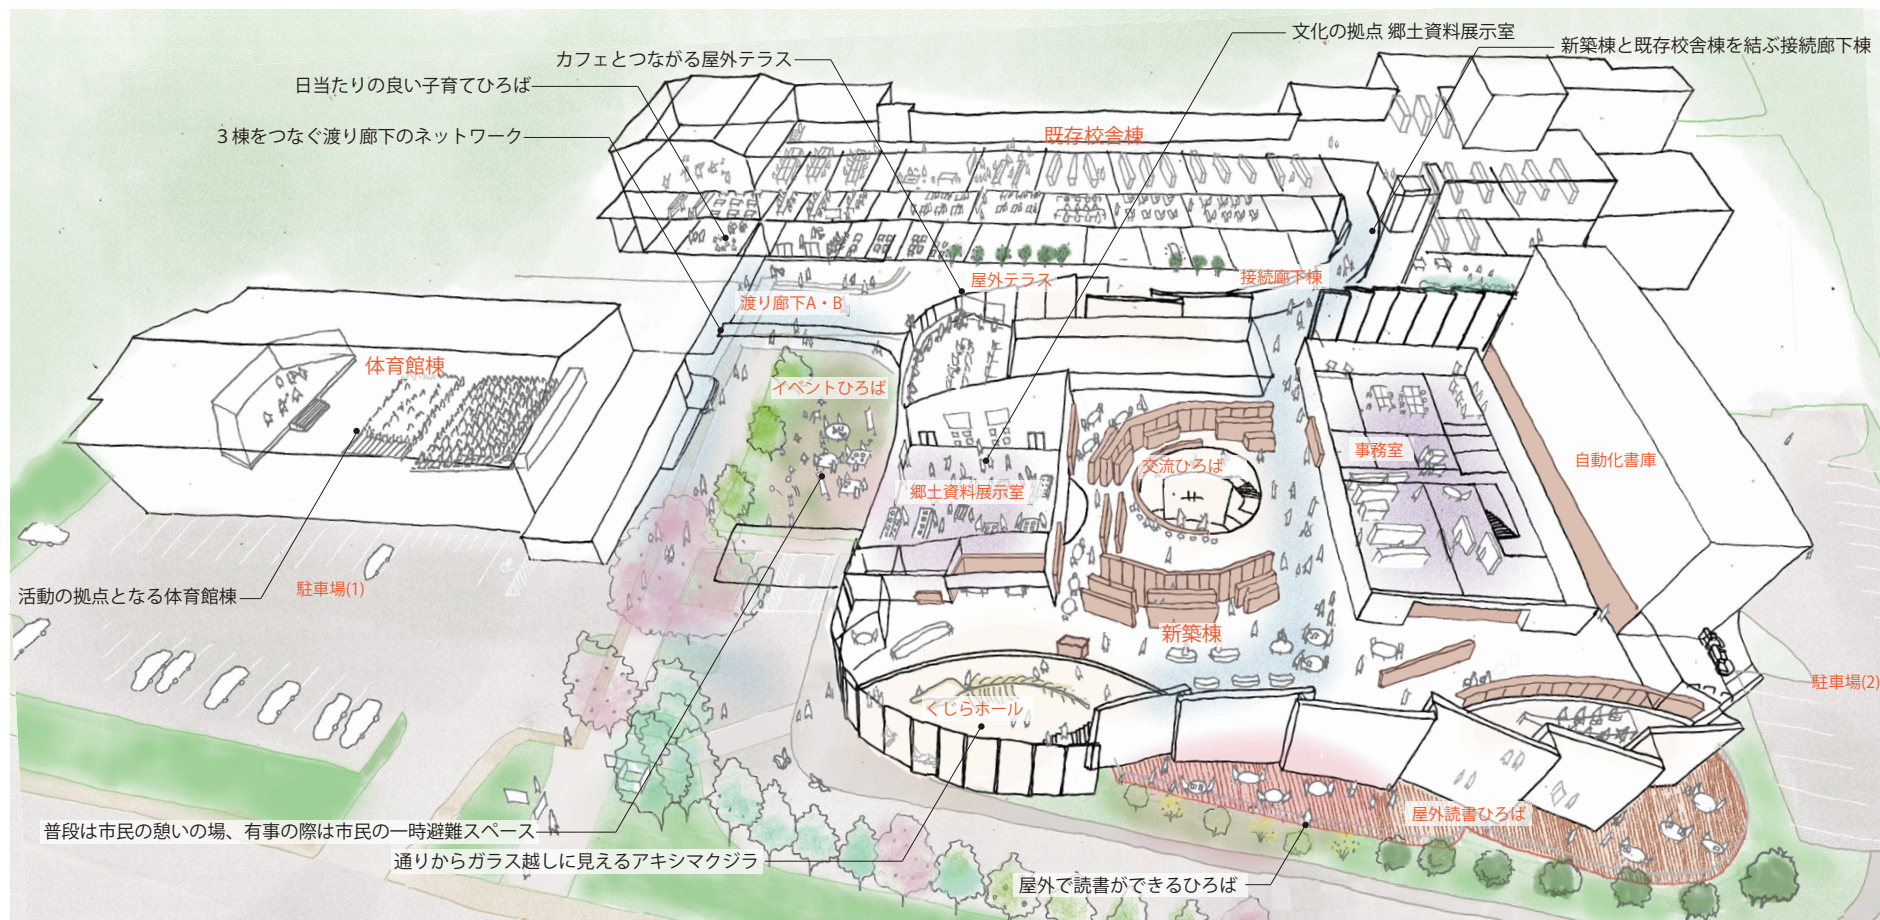 文化の拠点 郷土資料展示室
新築棟と既存校舎棟を結ぶ接続廊下棟
カフェとつながる屋外テラス
日当たりの良い子育てひろば
3棟をつなぐ渡り廊下のネットワーク
既存校舎棟
屋外テラス
接続廊下棟
渡り廊下A・B
体育館棟
イベントひろば
交流ひろば
事務室
自動化書庫
郷土資料展示室
活動の拠点となる体育館棟
駐車場(1)
新築棟
駐車場(2)
くじらホール
屋外読書ひろば
普段は市民の憩いの場、有事の際は市民の一時避難スペース
通りからガラス越しに見えるアキシマクジラ
屋外で読書ができるひろば